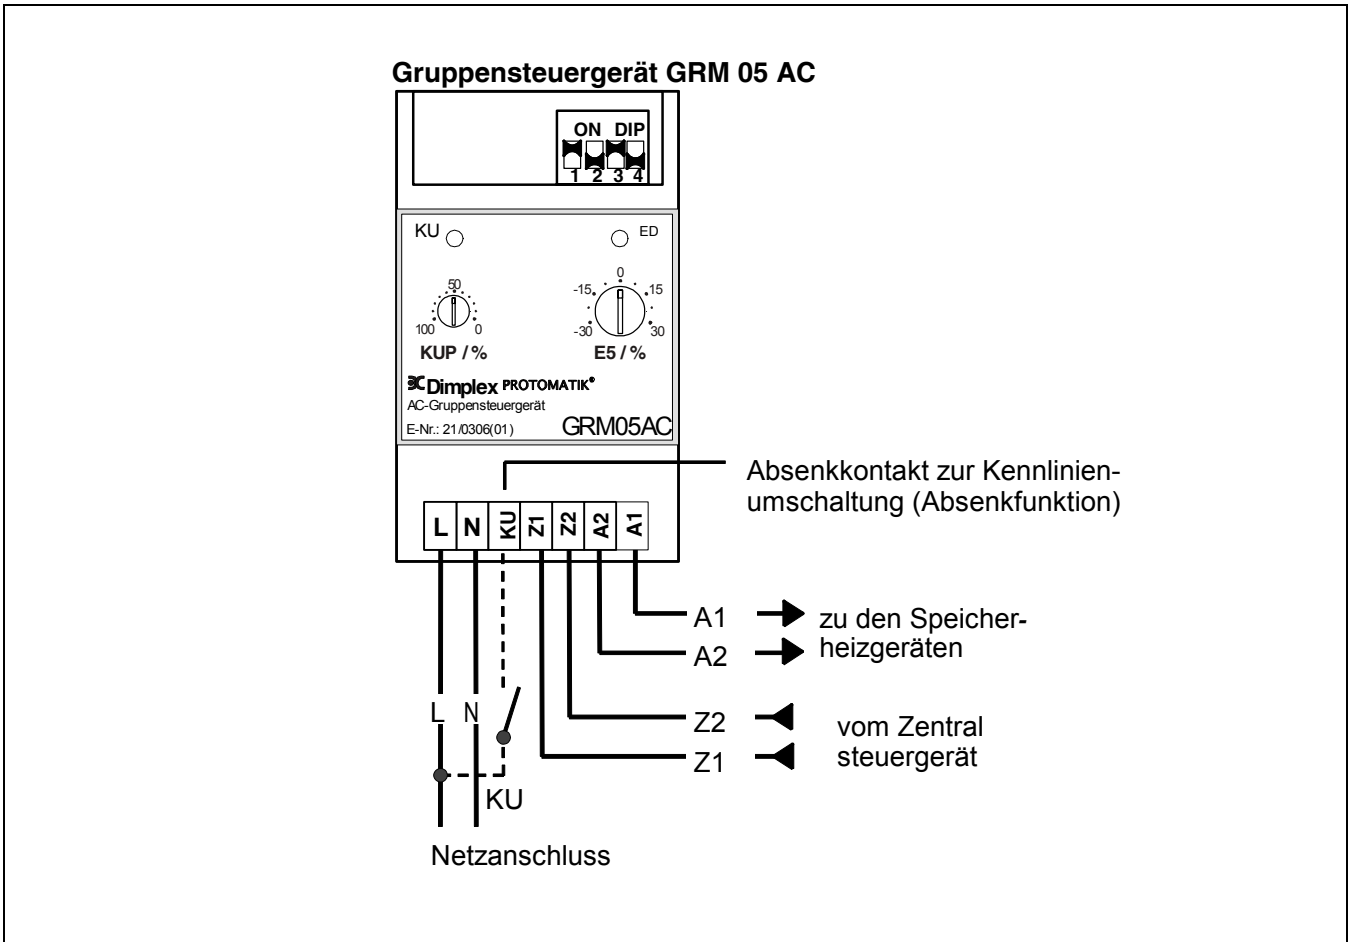 Gruppensteuergerät GRM 05 AC
ON DIP
1 2 3 4
KU
ED
50
100 0
KUP / %
0
-15 15
-30 30
E5 / %
Dimplex PROTOMATIK®
AC-Gruppensteuergerät
E-Nr.: 21/0306(01) GRM05AC
Absenkkontakt zur Kennlinien-
umschaltung (Absenkfunktion)
L N KU Z1 Z2 A2 A1
A1
A2
zu den Speicher-
heizgeräten
L N
Z2
Z1
vom Zentral
steuergerät
KU
Netzanschluss